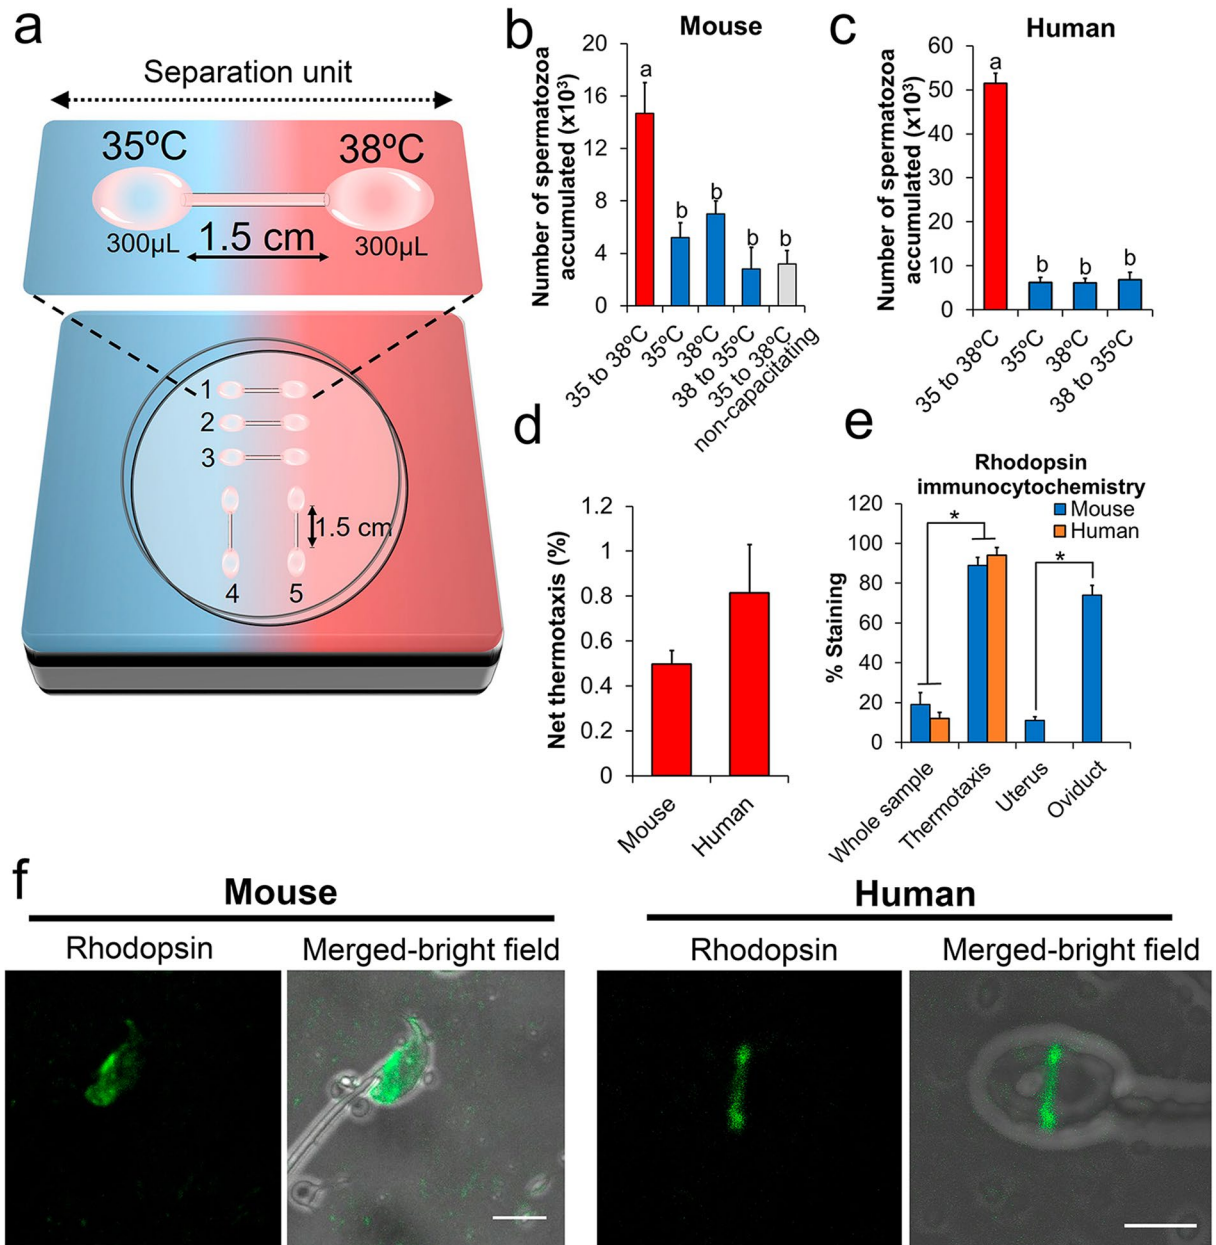 a
Separation unit
35ºC
38ºC
300µL
1.5 cm
300µL
1
2
3
1.5 cm
4
5
b
Mouse
Number of spermatozoa
accumulated (x10³)
20
16
12
8
4
0
a
b
b
b
b
35 to 38ºC
35ºC
38ºC
38 to 35ºC
35 to 38ºC
non-capacitating
c
Human
Number of spermatozoa
accumulated (x10³)
60
50
40
30
20
10
0
a
b
b
b
35 to 38ºC
35ºC
38ºC
38 to 35ºC
d
Net thermotaxis (%)
1.2
1
0.8
0.6
0.4
0.2
0
Mouse
Human
e
Rhodopsin
immunocytochemistry
Mouse
Human
% Staining
120
100
80
60
40
20
0
*
*
Whole sample
Thermotaxis
Uterus
Oviduct
f
Mouse
Human
Rhodopsin
Merged-bright field
Rhodopsin
Merged-bright field